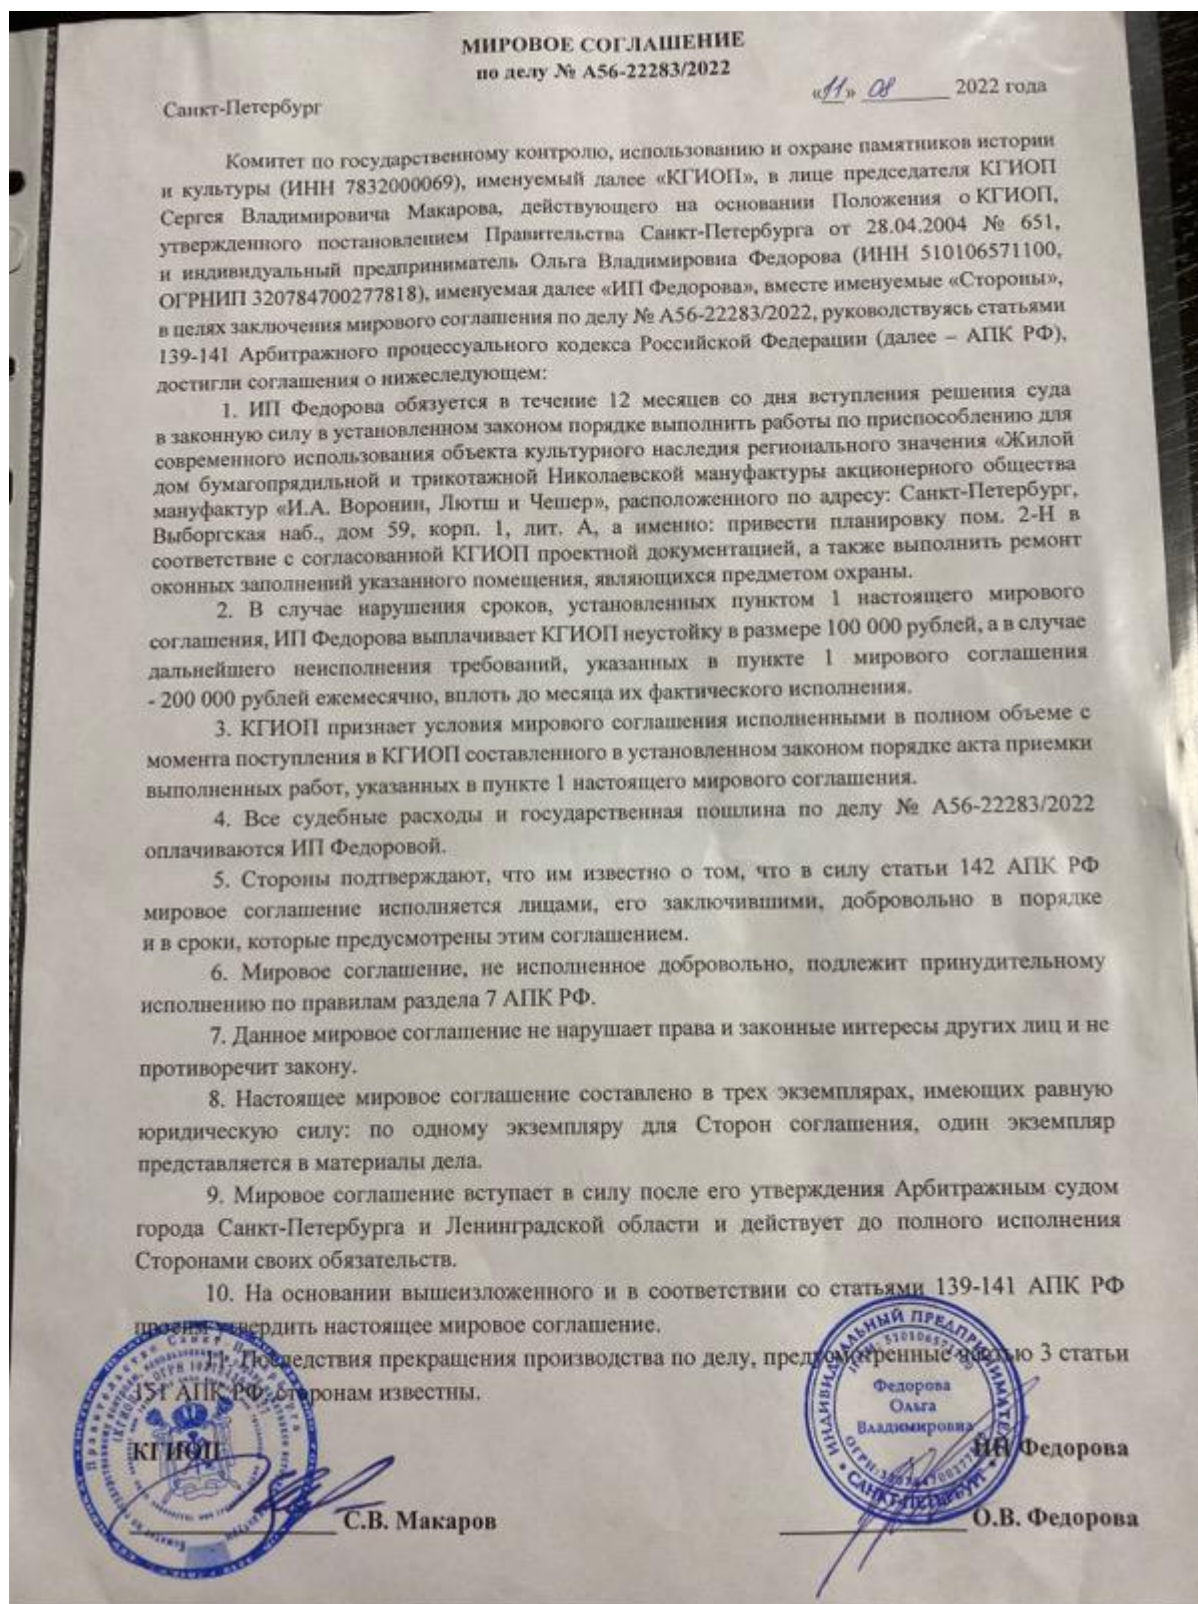 МИРОВОЕ СОГЛАШЕНИЕ
по делу № А56-22283/2022
Санкт-Петербург «11» 08 2022 года
Комитет по государственному контролю, использованию и охране памятников истории
и культуры (ИНН 7832000069), именуемый далее «КГИОП», в лице председателя КГИОП
Сергея Владимировича Макарова, действующего на основании Положения о КГИОП,
утвержденного постановлением Правительства Санкт-Петербурга от 28.04.2004 № 651,
и индивидуальный предприниматель Ольга Владимировна Федорова (ИНН 510106571100,
ОГРНИП 320784700277818), именуемая далее «ИП Федорова», вместе именуемые «Стороны»,
в целях заключения мирового соглашения по делу № А56-22283/2022, руководствуясь статьями
139-141 Арбитражного процессуального кодекса Российской Федерации (далее – АПК РФ),
достигли соглашения о нижеследующем:
1. ИП Федорова обязуется в течение 12 месяцев со дня вступления решения суда
в законную силу в установленном законом порядке выполнить работы по приспособлению для
современного использования объекта культурного наследия регионального значения «Жилой
дом бумагопрядильной и трикотажной Николаевской мануфактуры акционерного общества
мануфактур «И.А. Воронин, Лютш и Чешер», расположенного по адресу: Санкт-Петербург,
Выборгская наб., дом 59, корп. 1, лит. А, а именно: привести планировку пом. 2-Н в
соответствие с согласованной КГИОП проектной документацией, а также выполнить ремонт
оконных заполнений указанного помещения, являющихся предметом охраны.
2. В случае нарушения сроков, установленных пунктом 1 настоящего мирового
соглашения, ИП Федорова выплачивает КГИОП неустойку в размере 100 000 рублей, а в случае
дальнейшего неисполнения требований, указанных в пункте 1 мирового соглашения
- 200 000 рублей ежемесячно, вплоть до месяца их фактического исполнения.
3. КГИОП признает условия мирового соглашения исполненными в полном объеме с
момента поступления в КГИОП составленного в установленном законом порядке акта приемки
выполненных работ, указанных в пункте 1 настоящего мирового соглашения.
4. Все судебные расходы и государственная пошлина по делу № А56-22283/2022
оплачиваются ИП Федоровой.
5. Стороны подтверждают, что им известно о том, что в силу статьи 142 АПК РФ
мировое соглашение исполняется лицами, его заключившими, добровольно в порядке
и в сроки, которые предусмотрены этим соглашением.
6. Мировое соглашение, не исполненное добровольно, подлежит принудительному
исполнению по правилам раздела 7 АПК РФ.
7. Данное мировое соглашение не нарушает права и законные интересы других лиц и не
противоречит закону.
8. Настоящее мировое соглашение составлено в трех экземплярах, имеющих равную
юридическую силу: по одному экземпляру для Сторон соглашения, один экземпляр
представляется в материалы дела.
9. Мировое соглашение вступает в силу после его утверждения Арбитражным судом
города Санкт-Петербурга и Ленинградской области и действует до полного исполнения
Сторонами своих обязательств.
10. На основании вышеизложенного и в соответствии со статьями 139-141 АПК РФ
просим утвердить настоящее мировое соглашение.
11. Последствия прекращения производства по делу, предусмотренные частью 3 статьи
151 АПК РФ, сторонам известны.
КГИОП ИП Федорова
С.В. Макаров О.В. Федорова
ИНДИВИДУАЛЬНЫЙ ПРЕДПРИНИМАТЕЛЬ
Федорова
Ольга
Владимировна
САНКТ-ПЕТЕРБУРГ